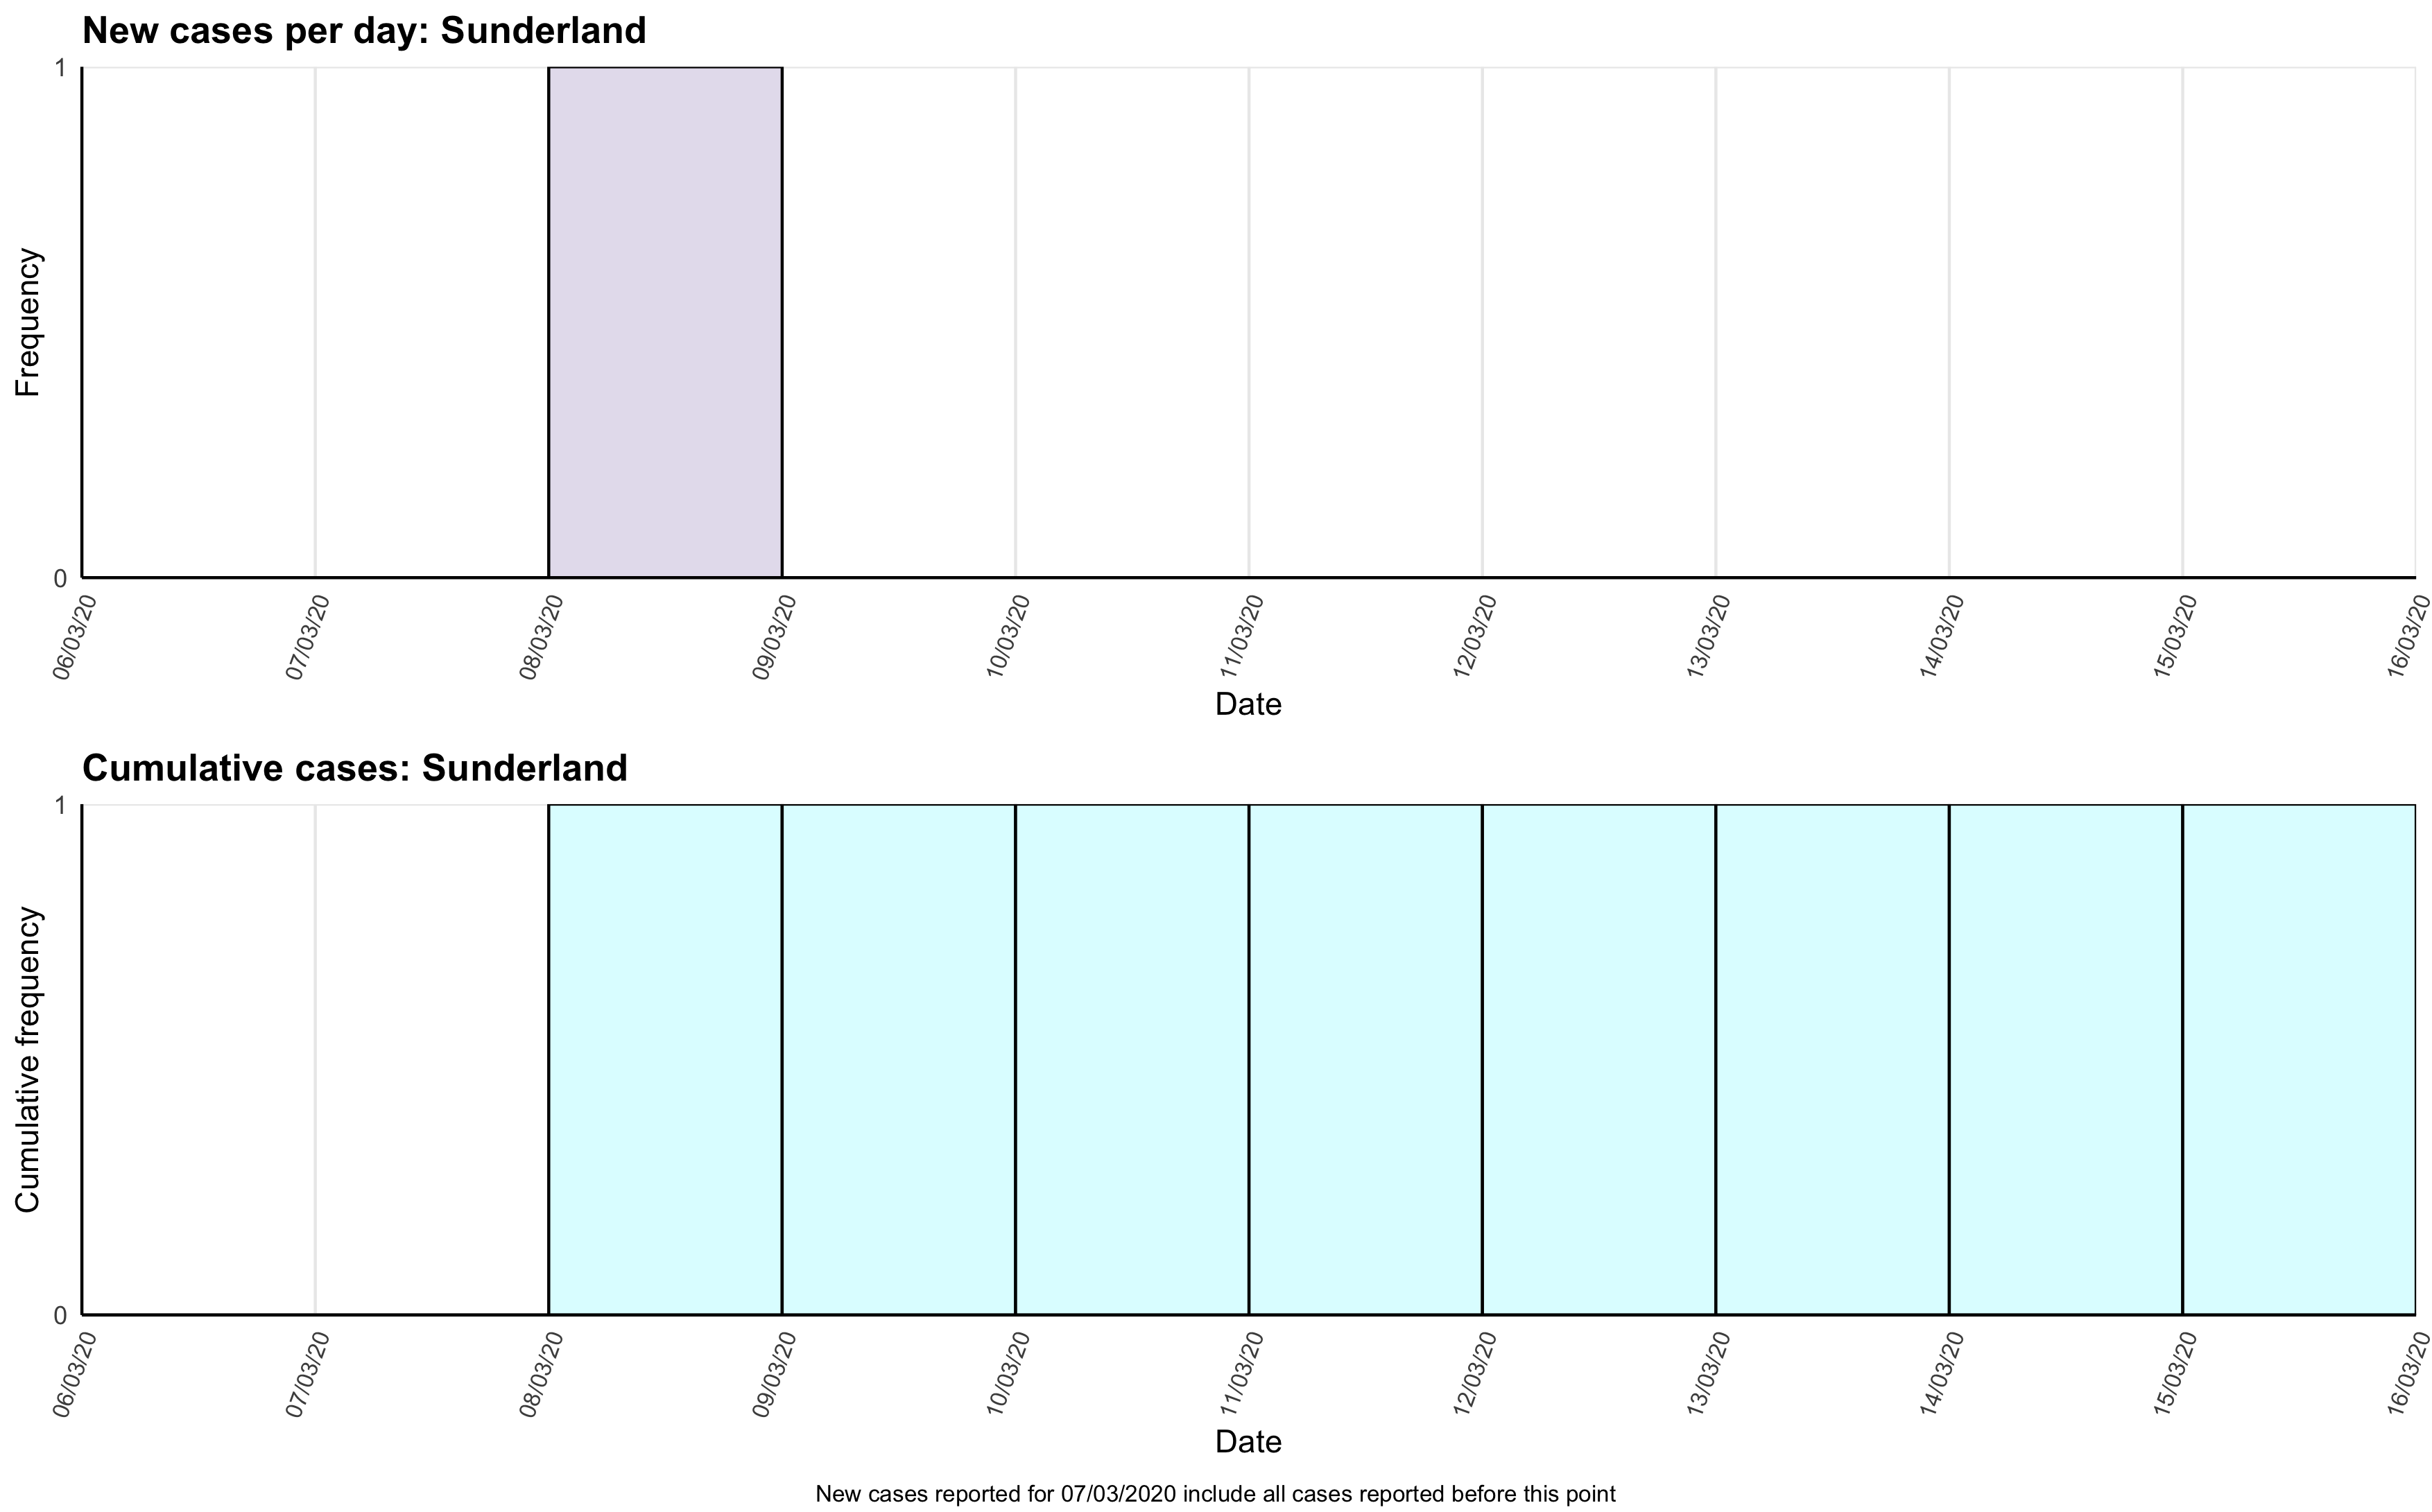 New cases per day: Sunderland
1
Frequency
0
06/03/20 07/03/20 08/03/20 09/03/20 10/03/20 11/03/20 12/03/20 13/03/20 14/03/20 15/03/20 16/03/20
Date
Cumulative cases: Sunderland
1
Cumulative frequency
0
06/03/20 07/03/20 08/03/20 09/03/20 10/03/20 11/03/20 12/03/20 13/03/20 14/03/20 15/03/20 16/03/20
Date
New cases reported for 07/03/2020 include all cases reported before this point